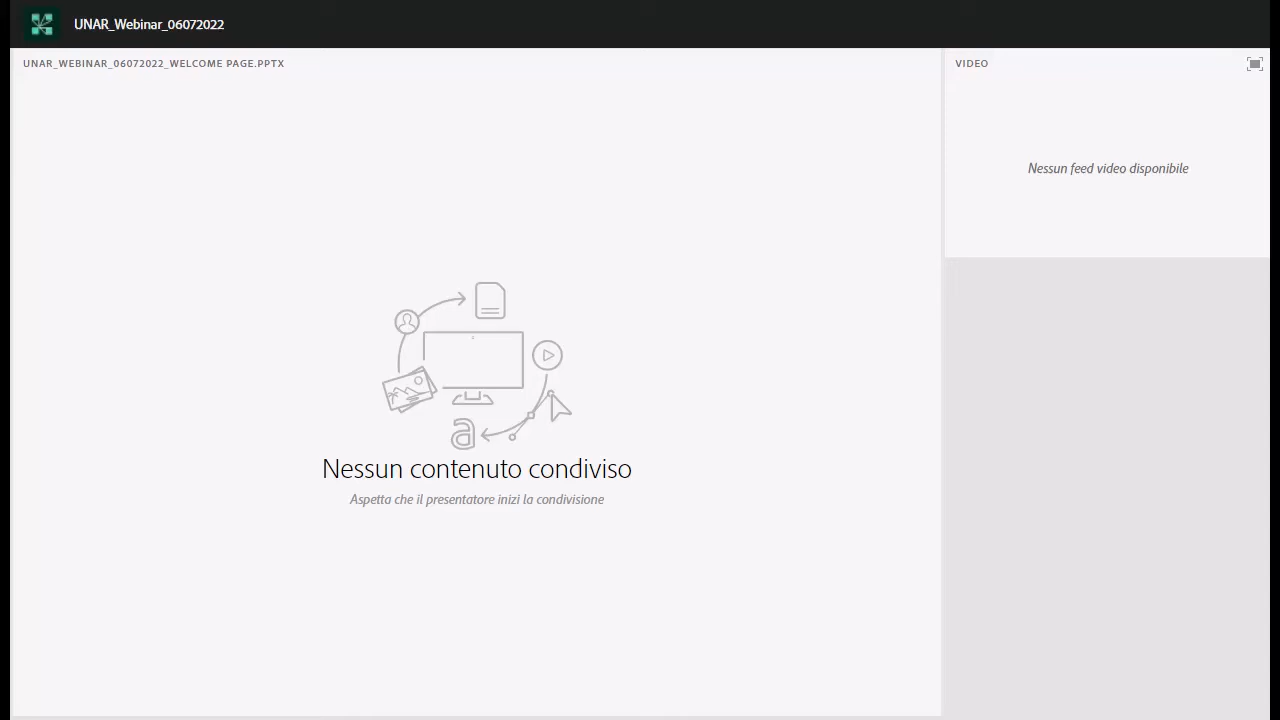 UNAR_Webinar_06072022
UNAR_WEBINAR_06072022_WELCOME PAGE.PPTX
VIDEO
Nessun feed video disponibile
a
Nessun contenuto condiviso
Aspetta che il presentatore inizi la condivisione